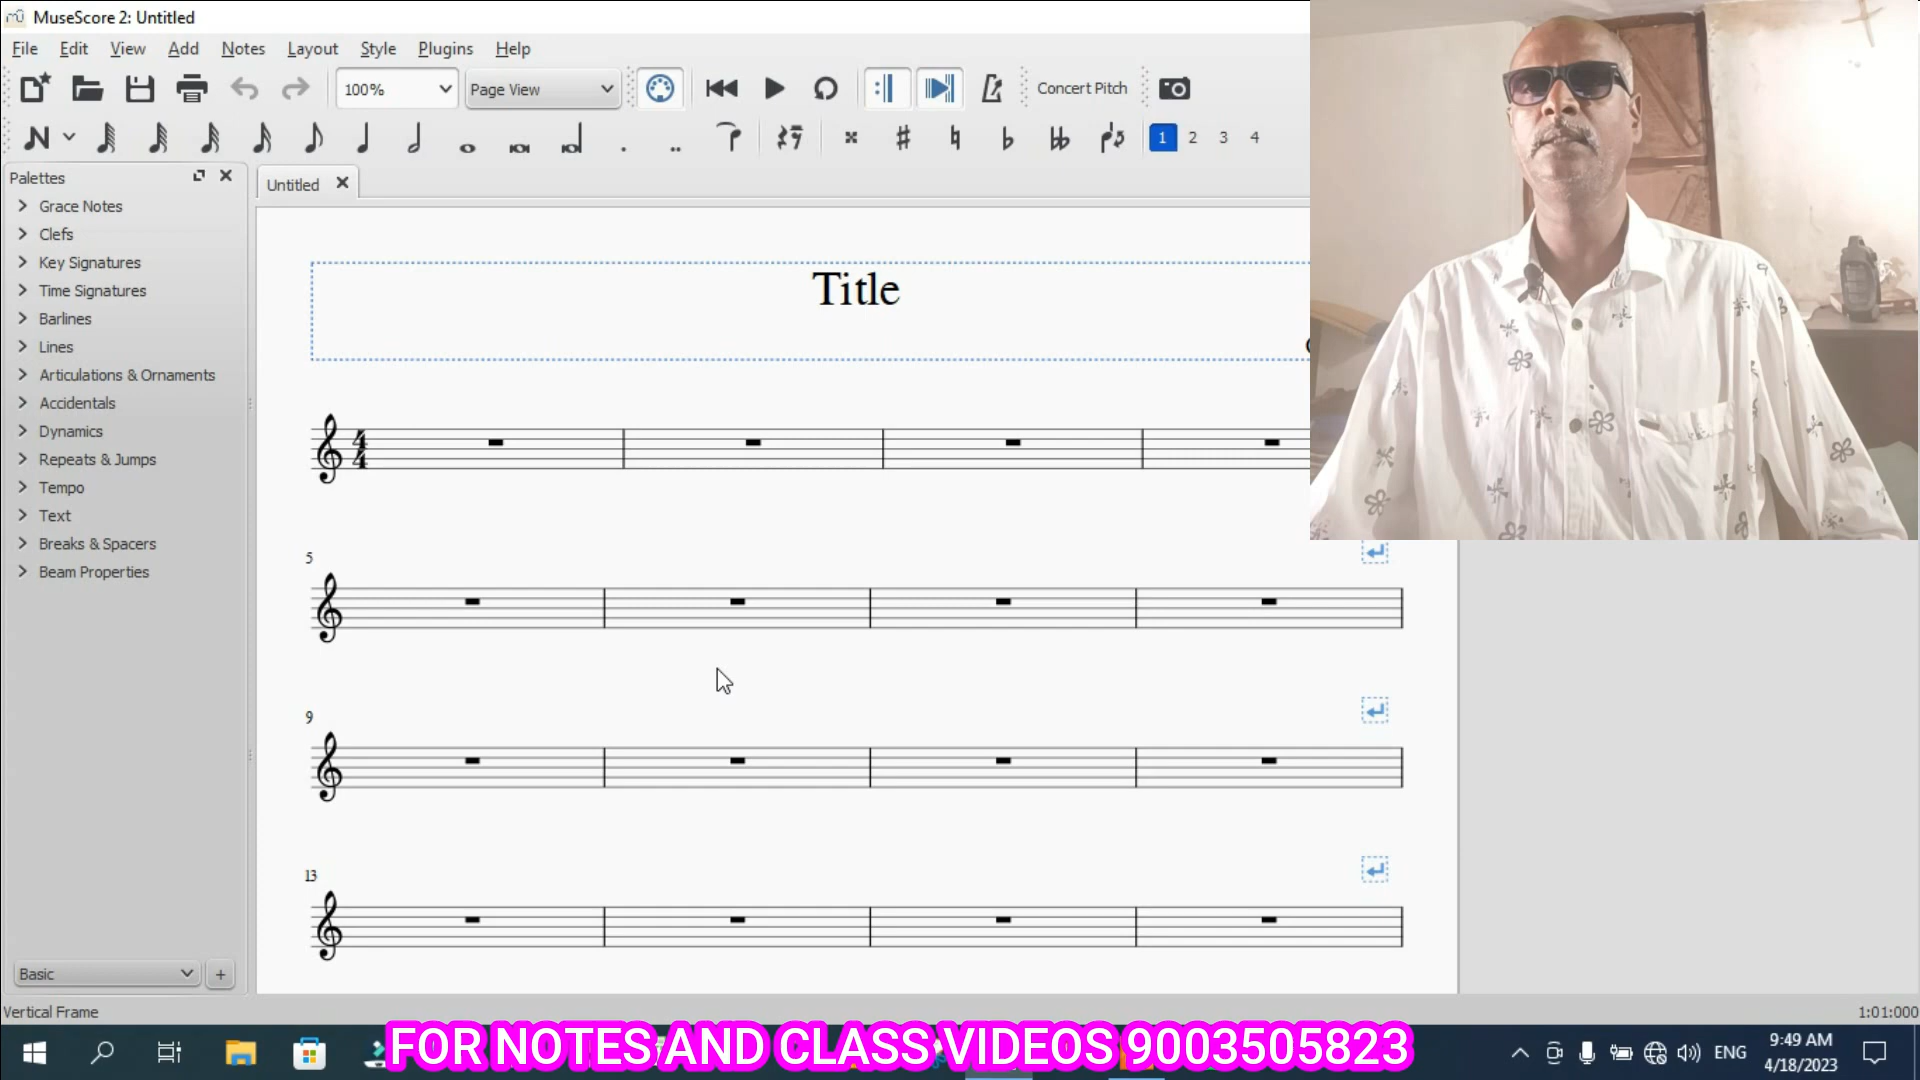 MuseScore 2: Untitled
File Edit View Add Notes Layout Style Plugins Help
100% Page View Concert Pitch
1 2 3 4
Palettes
Untitled
Grace Notes
Clefs
Key Signatures
Time Signatures
Barlines
Lines
Articulations & Ornaments
Accidentals
Dynamics
Repeats & Jumps
Tempo
Text
Breaks & Spacers
Beam Properties
Title
4
4
5
9
13
Basic
Vertical Frame
1:01:000
FOR NOTES AND CLASS VIDEOS 9003505823
ENG
9:49 AM
4/18/2023